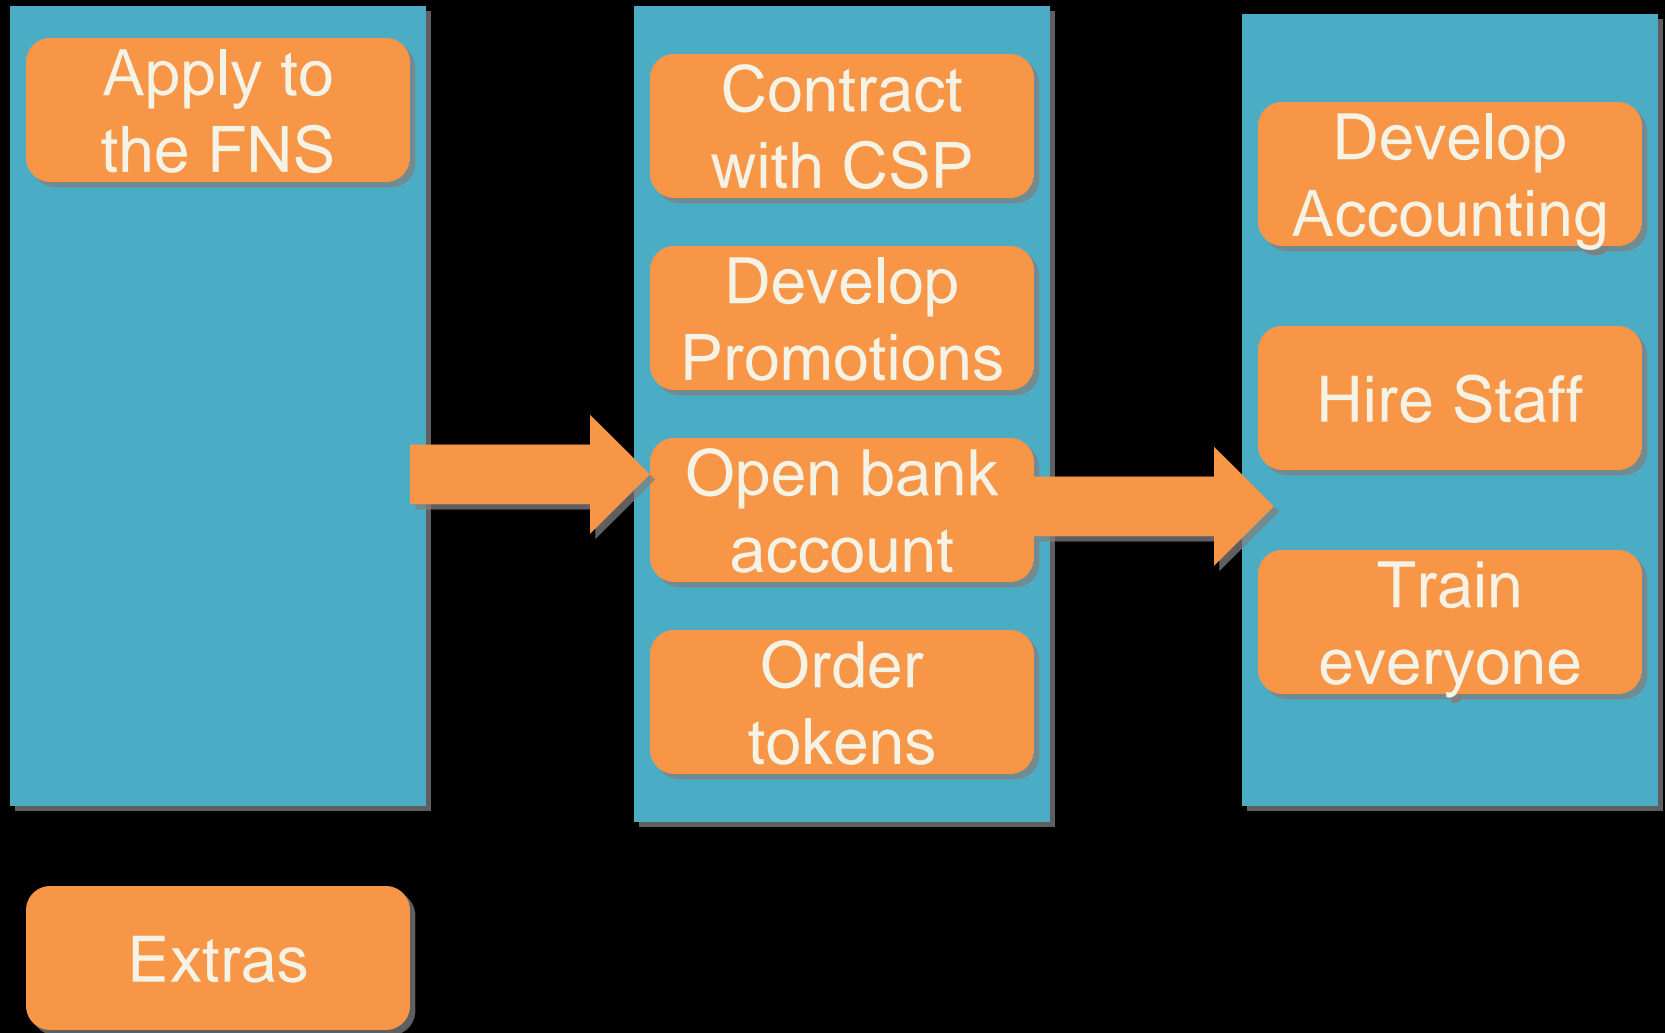 Apply to
the FNS
Contract
with CSP
Develop
Promotions
Open bank
account
Order
tokens
Develop
Accounting
Hire Staff
Train
everyone
Extras